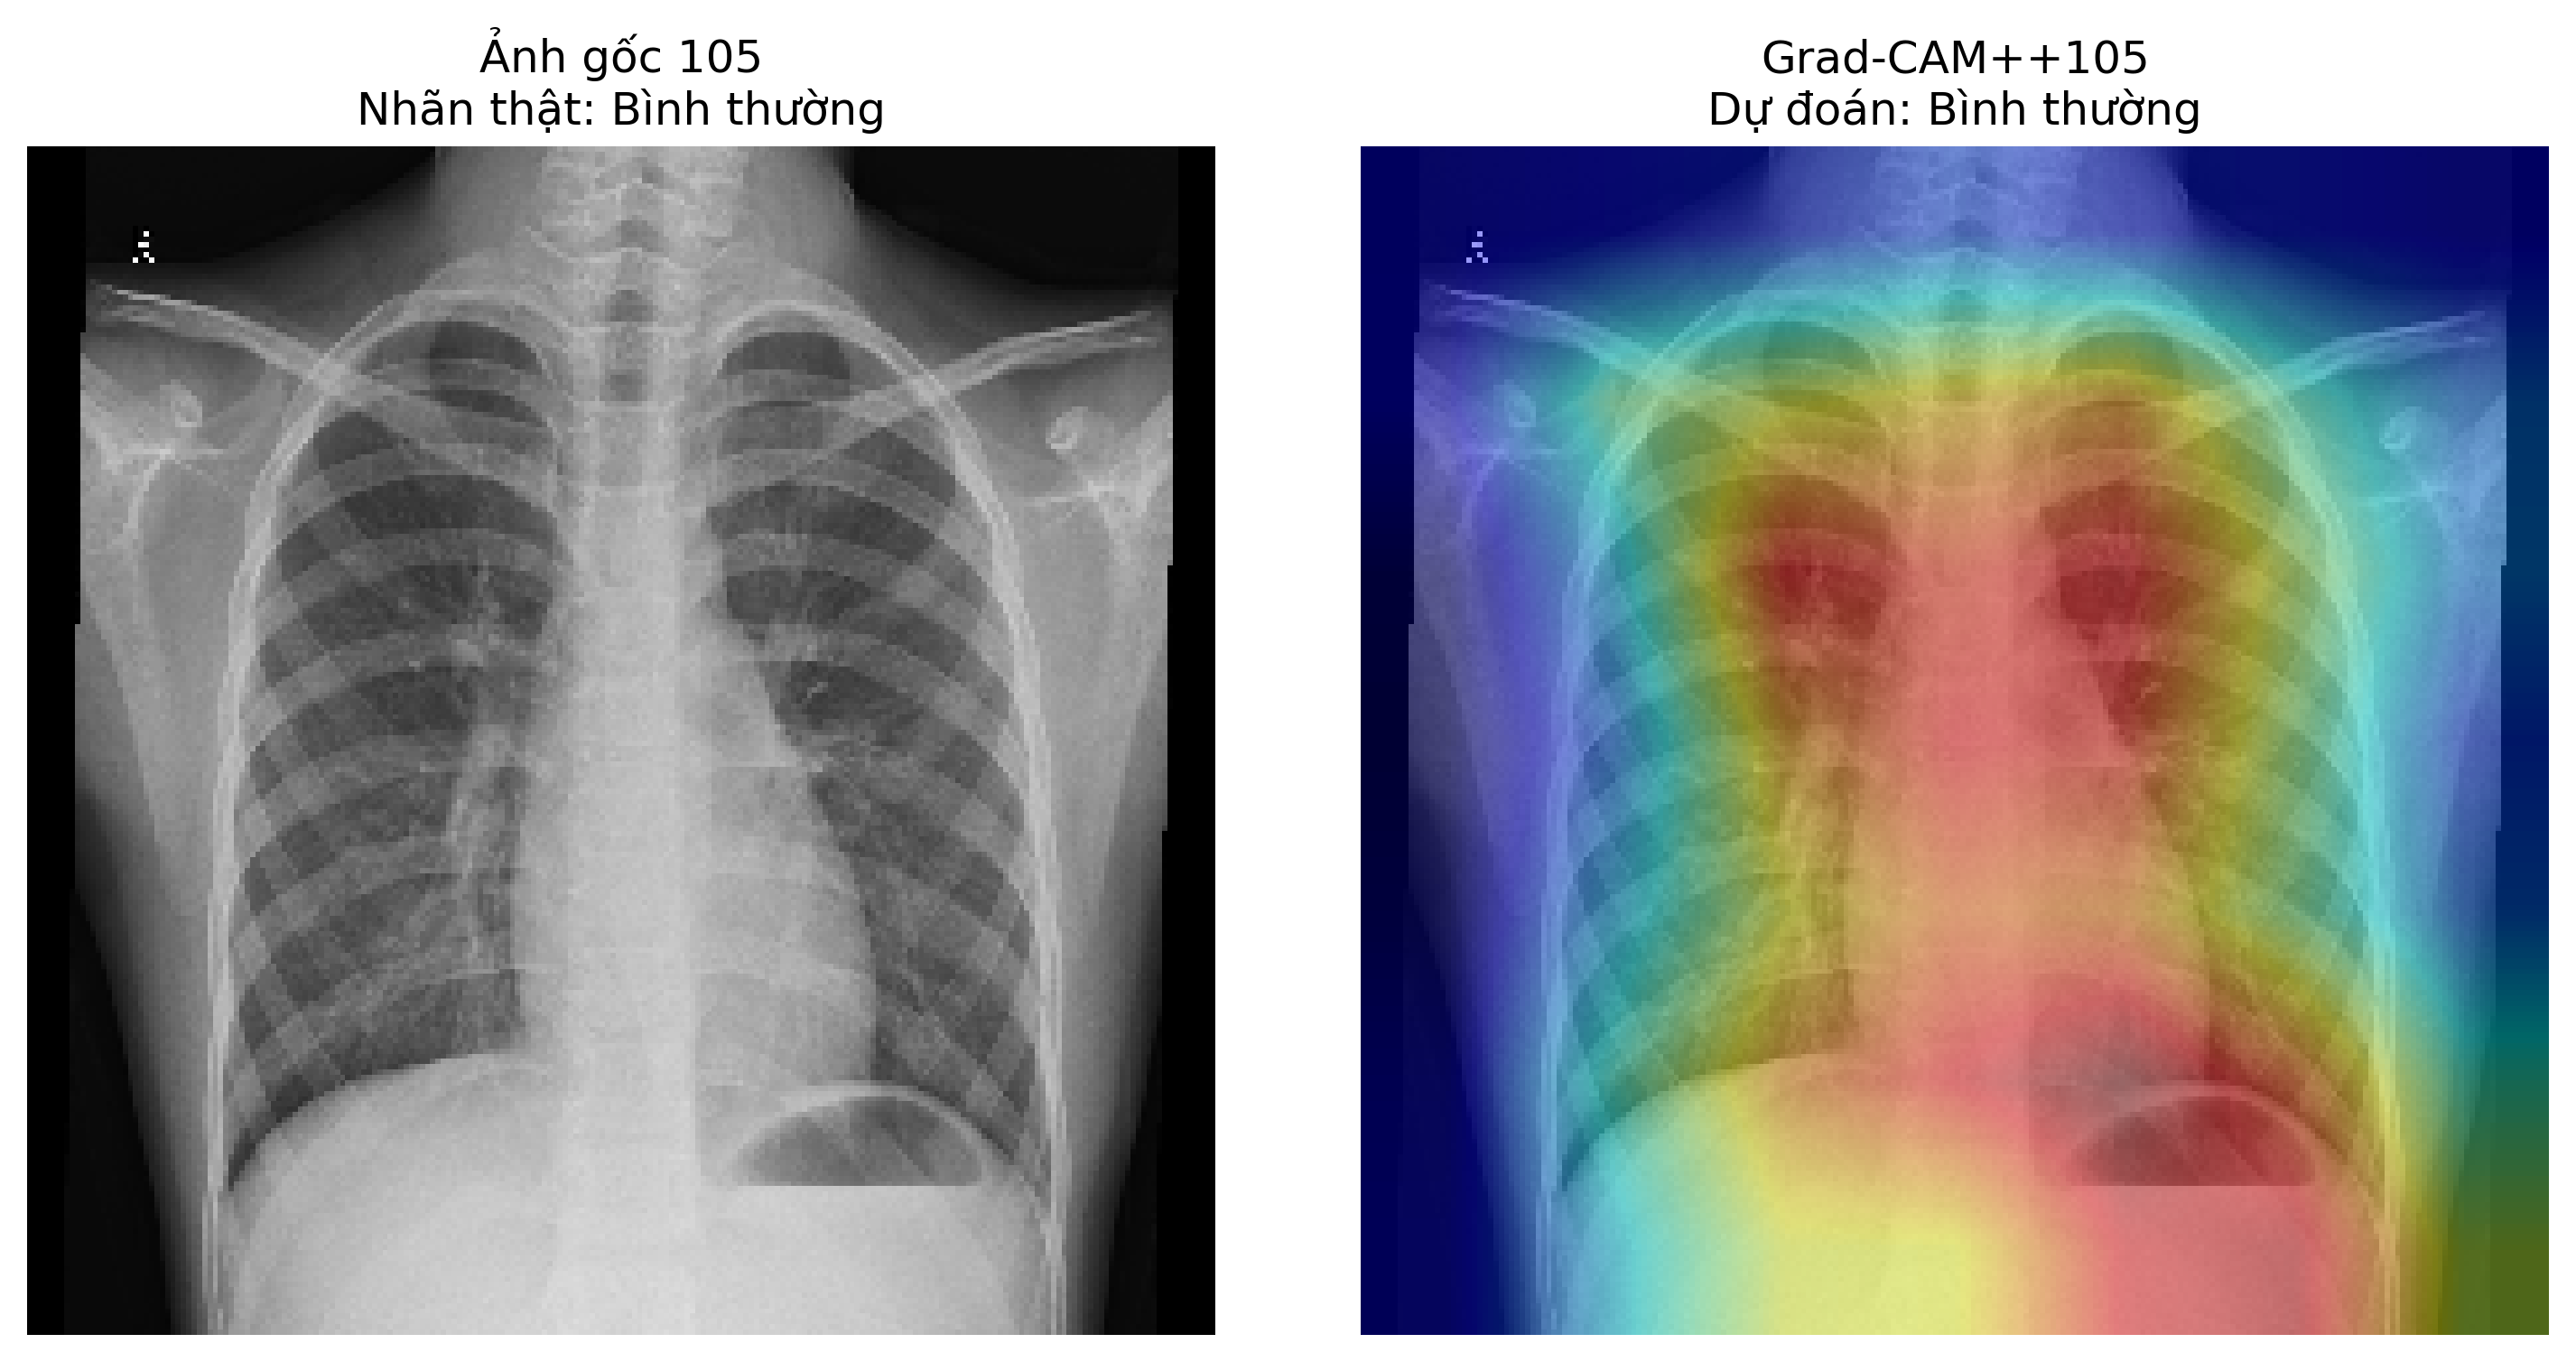 Ảnh gốc 105
Nhãn thật: Bình thường
Grad-CAM++105
Dự đoán: Bình thường